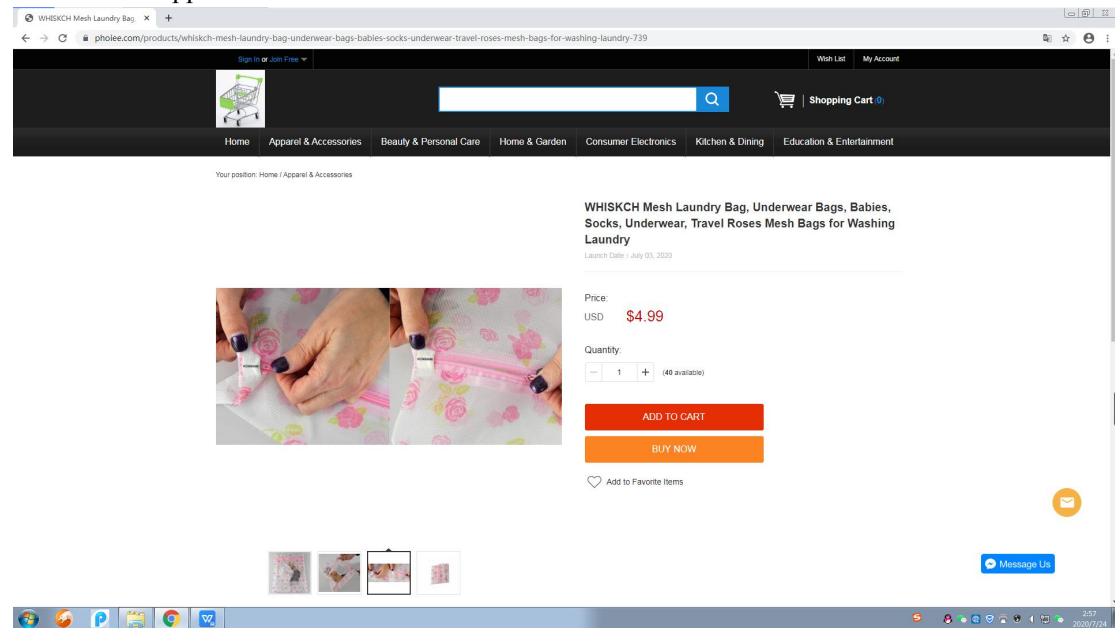 WHISKCH Mesh Laundry Bag,
phoiee.com/products/whiskch-mesh-laundry-bag-underwear-bags-babies-socks-underwear-travel-roses-mesh-bags-for-washing-laundry-739
Sign In or Join Free
Wish List My Account
Shopping Cart (0)
Home Apparel & Accessories Beauty & Personal Care Home & Garden Consumer Electronics Kitchen & Dining Education & Entertainment
Your position: Home / Apparel & Accessories
WHISKCH Mesh Laundry Bag, Underwear Bags, Babies,
Socks, Underwear, Travel Roses Mesh Bags for Washing
Laundry
Launch Date : July 03, 2020
Price:
USD $4.99
Quantity:
1 (40 available)
ADD TO CART
BUY NOW
Add to Favorite Items
Message Us
2:57
2020/7/24